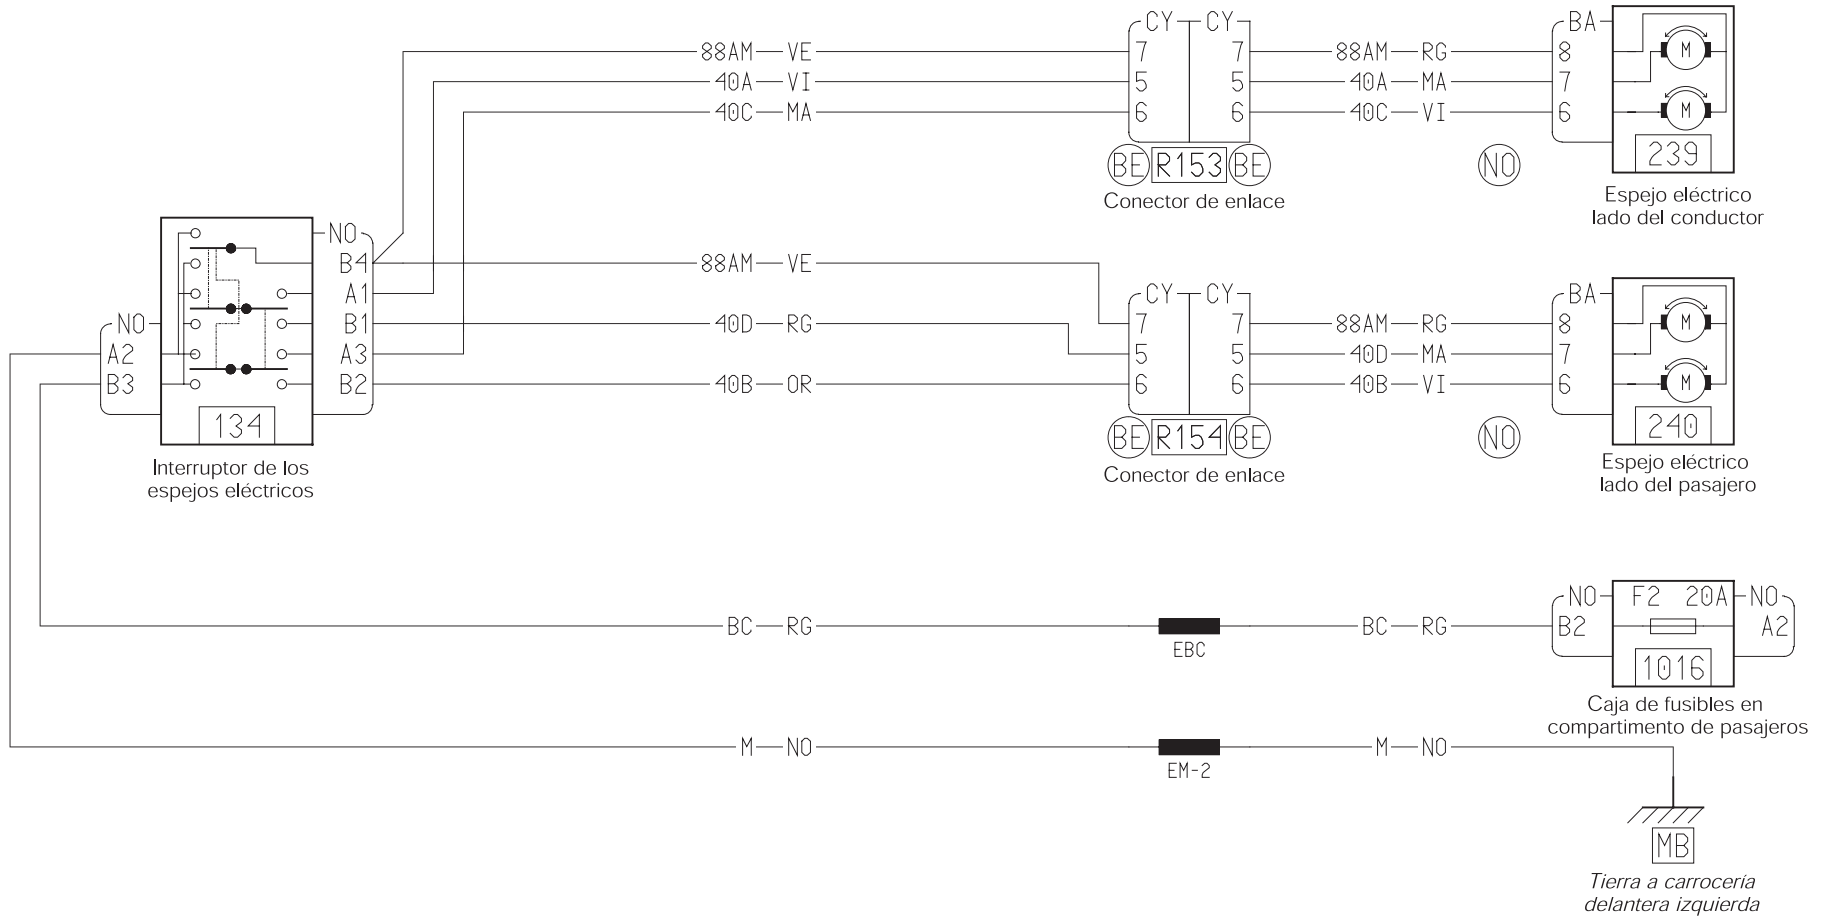 CY CY BA
7 88AM VE 7 7 88AM RG 8 M
5 40A VI 5 5 40A MA 7
6 40C MA 6 6 40C VI 6 M
BE R153 BE NO 239
Conector de enlace
Espejo eléctrico
lado del conductor
NO
B4 88AM VE
CY CY BA
A1
NO B1 40D RG 7 7 88AM RG 8 M
A2 A3 5 5 40D MA 7
B3 B2 40B OR 6 6 40B VI 6 M
134 BE R154 BE NO 240
Interruptor de los
espejos eléctricos
Conector de enlace
Espejo eléctrico
lado del pasajero
NO F2 20A NO
BC RG EBC BC RG B2 A2
1016
Caja de fusibles en
compartimento de pasajeros
M NO EM-2 M NO
MB
Tierra a carrocería
delantera izquierda